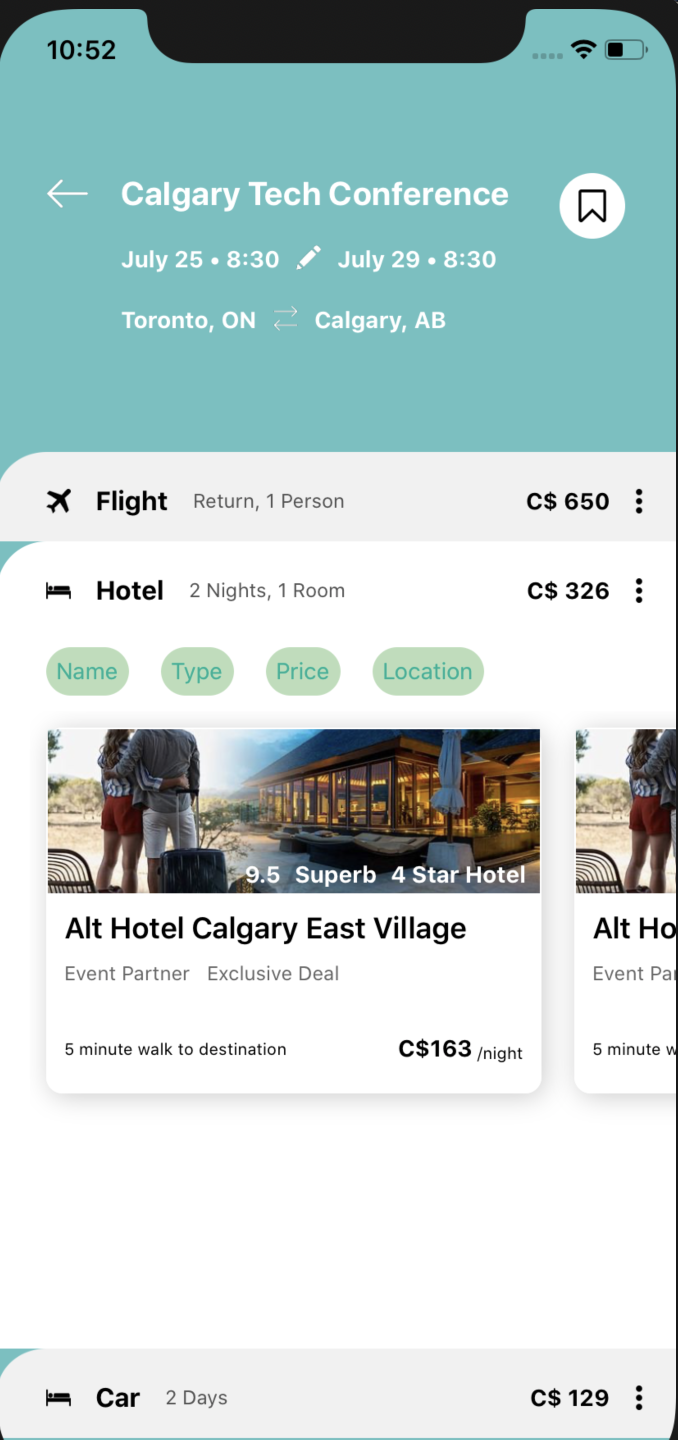 10:52
Calgary Tech Conference
July 25 • 8:30 July 29 • 8:30
Toronto, ON Calgary, AB
Flight Return, 1 Person C$ 650
Hotel 2 Nights, 1 Room C$ 326
Name Type Price Location
9.5 Superb 4 Star Hotel
Alt Hotel Calgary East Village Alt Ho
Event Partner Exclusive Deal Event Par
5 minute walk to destination C$163 /night 5 minute w
Car 2 Days C$ 129